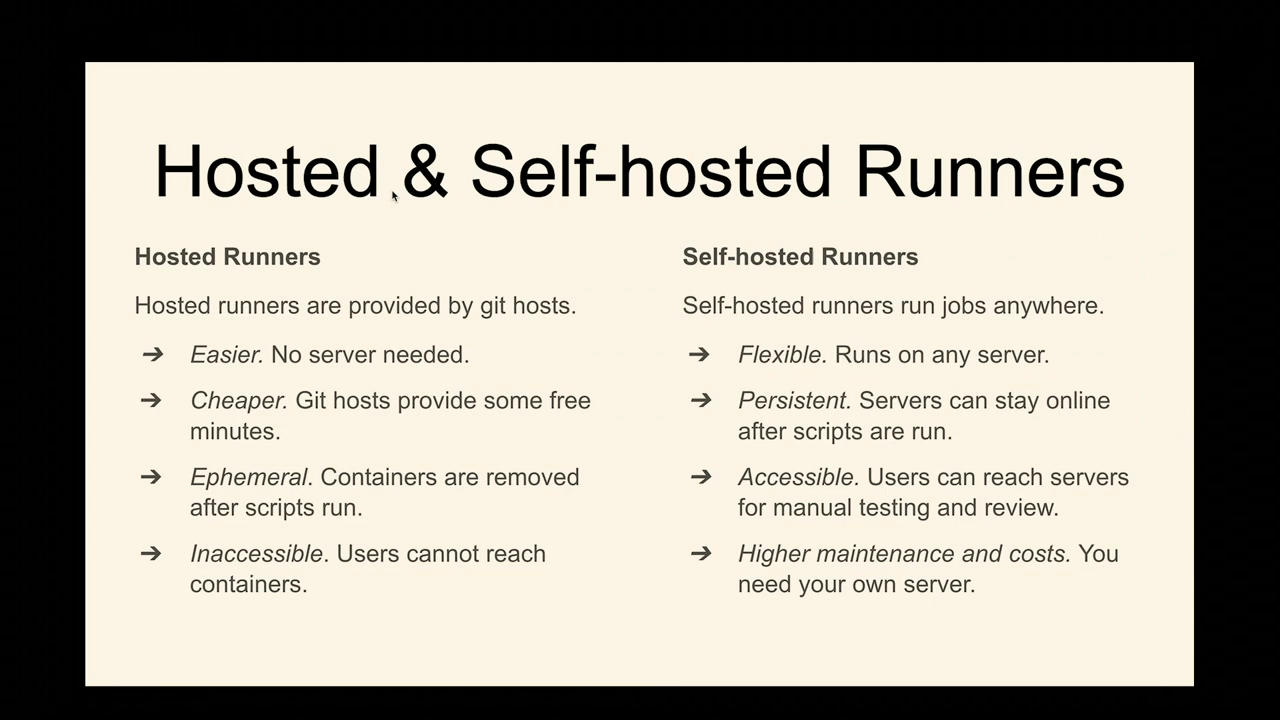 Hosted & Self-hosted Runners
Hosted Runners
Hosted runners are provided by git hosts.
➔ Easier. No server needed.
➔ Cheaper. Git hosts provide some free
minutes.
➔ Ephemeral. Containers are removed
after scripts run.
➔ Inaccessible. Users cannot reach
containers.
Self-hosted Runners
Self-hosted runners run jobs anywhere.
➔ Flexible. Runs on any server.
➔ Persistent. Servers can stay online
after scripts are run.
➔ Accessible. Users can reach servers
for manual testing and review.
➔ Higher maintenance and costs. You
need your own server.